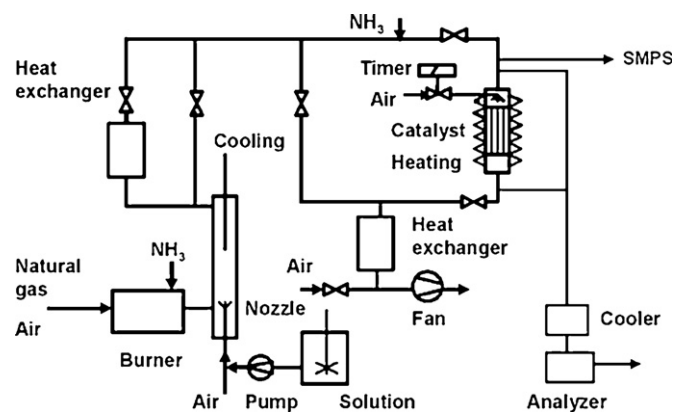 NH3
SMPS
Heat
exchanger
Timer
Air
Cooling
Catalyst
Heating
Heat
exchanger
NH3
Natural
gas
Air
Air
Nozzle
Fan
Cooler
Burner
Air
Pump
Solution
Analyzer